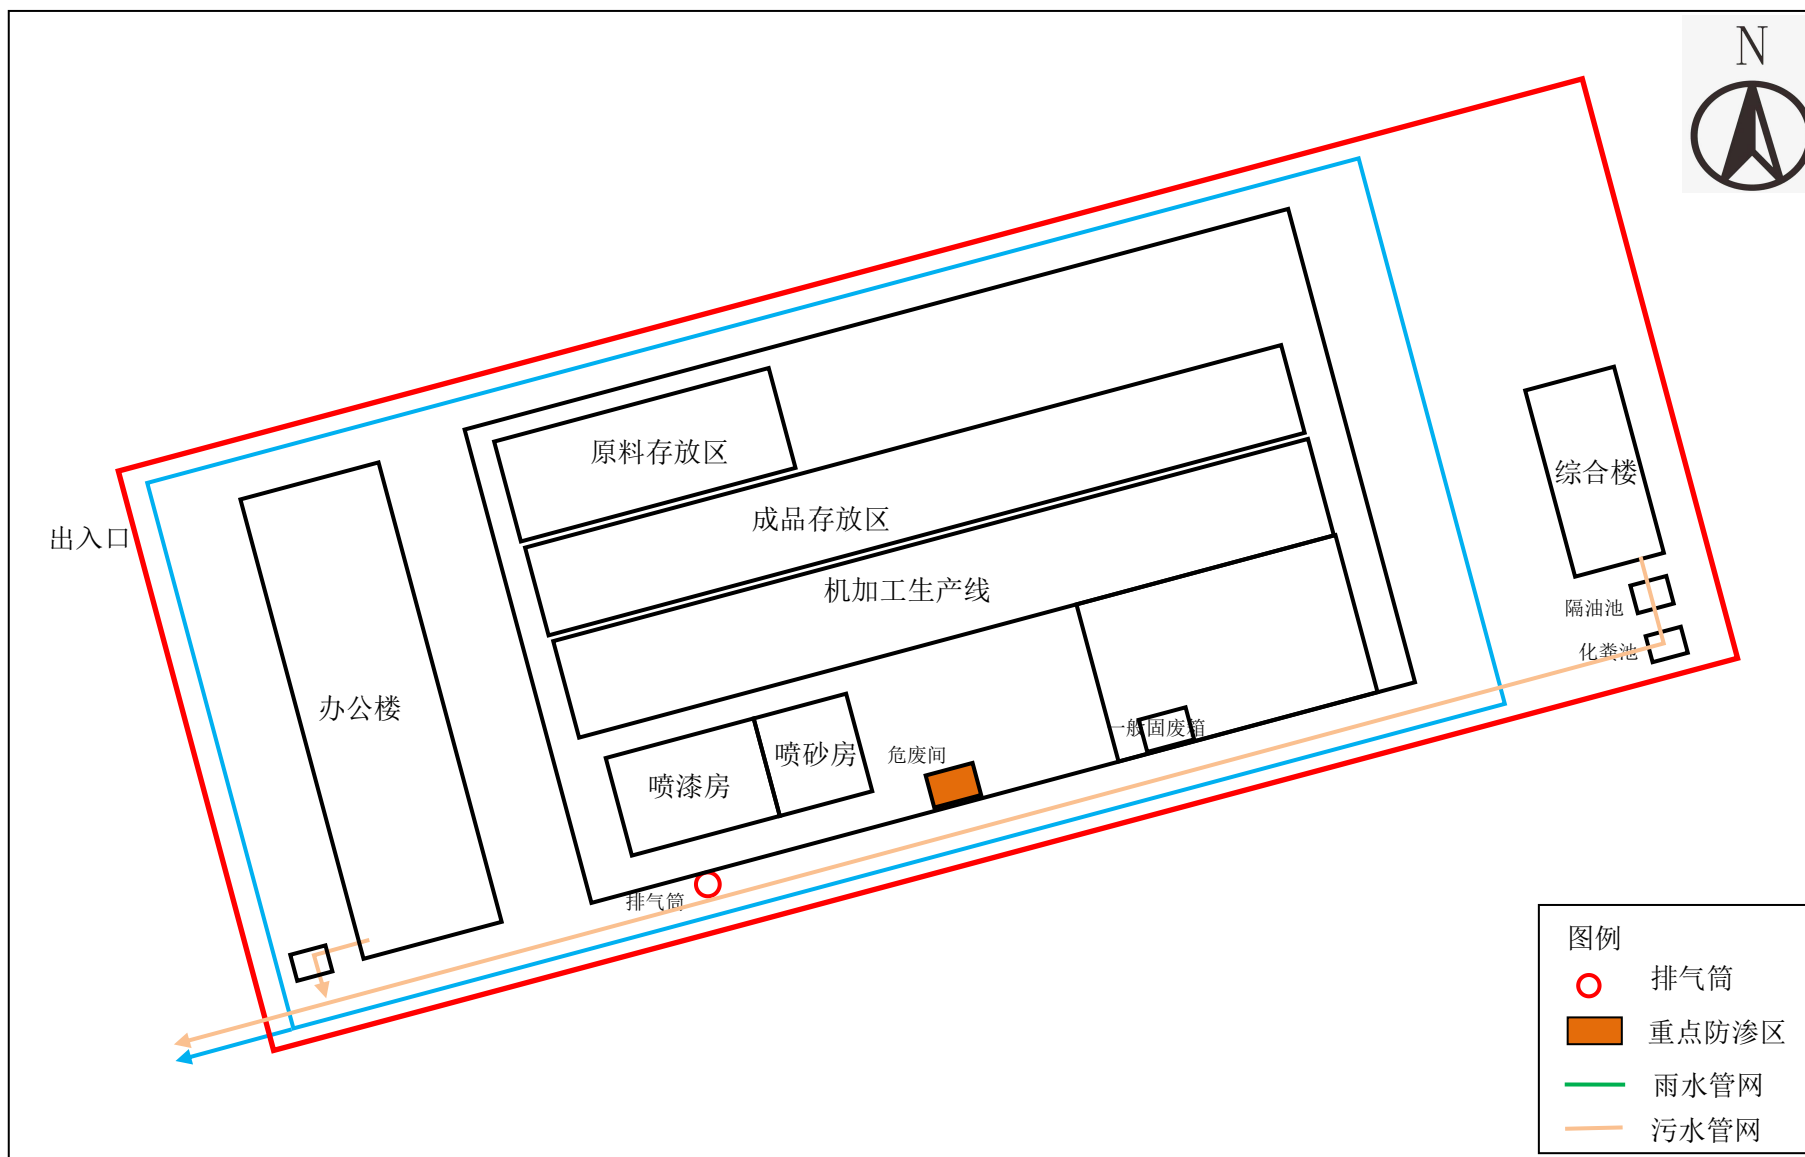 N
原料存放区
综合楼
成品存放区
出入口
机加工生产线
隔油池
化粪池
办公楼
一般固废箱
喷砂房
危废间
喷漆房
排气筒
图例
排气筒
重点防渗区
雨水管网
污水管网